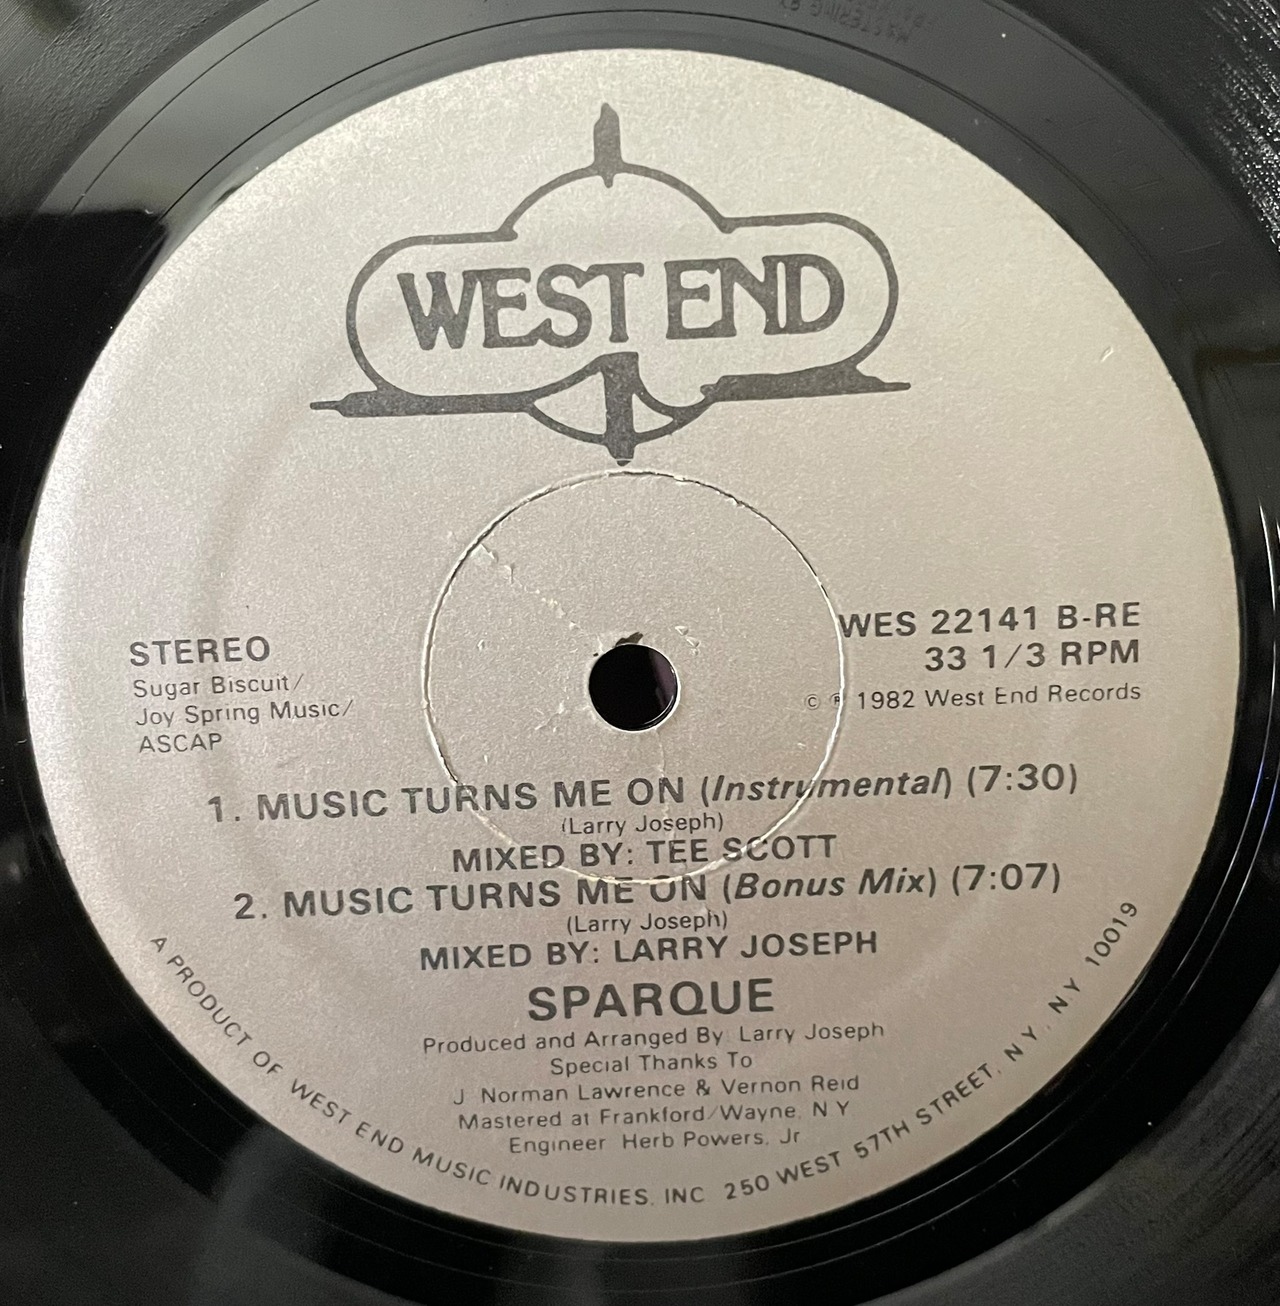 WEST END
STEREO
Sugar Biscuit/
Joy Spring Music/
ASCAP
WES 22141 B-RE
33 1/3 RPM
© ℗ 1982 West End Records
1. MUSIC TURNS ME ON (Instrumental) (7:30)
(Larry Joseph)
MIXED BY: TEE SCOTT
2. MUSIC TURNS ME ON (Bonus Mix) (7:07)
(Larry Joseph)
MIXED BY: LARRY JOSEPH
SPARQUE
Produced and Arranged By: Larry Joseph
Special Thanks To
J Norman Lawrence & Vernon Reid
Mastered at Frankford/Wayne, N Y
Engineer Herb Powers, Jr
A PRODUCT OF WEST END MUSIC INDUSTRIES, INC 250 WEST 57TH STREET, N Y, N Y 10019